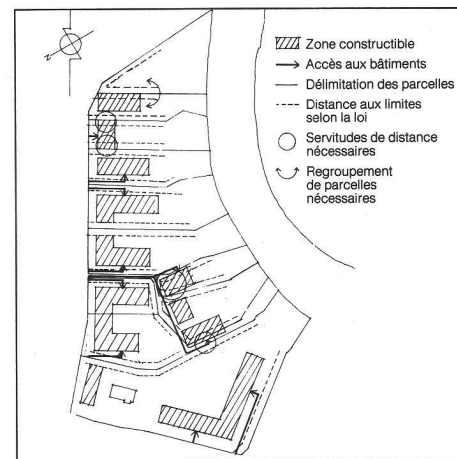 N
Zone constructible
Accès aux bâtiments
Délimitation des parcelles
Distance aux limites
selon la loi
Servitudes de distance
nécessaires
Regroupement
de parcelles
nécessaires